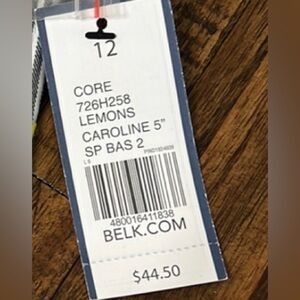 12
CORE
726H258
LEMONS
CAROLINE 5"
SP BAS 2
480016411838
BELK.COM
$44.50